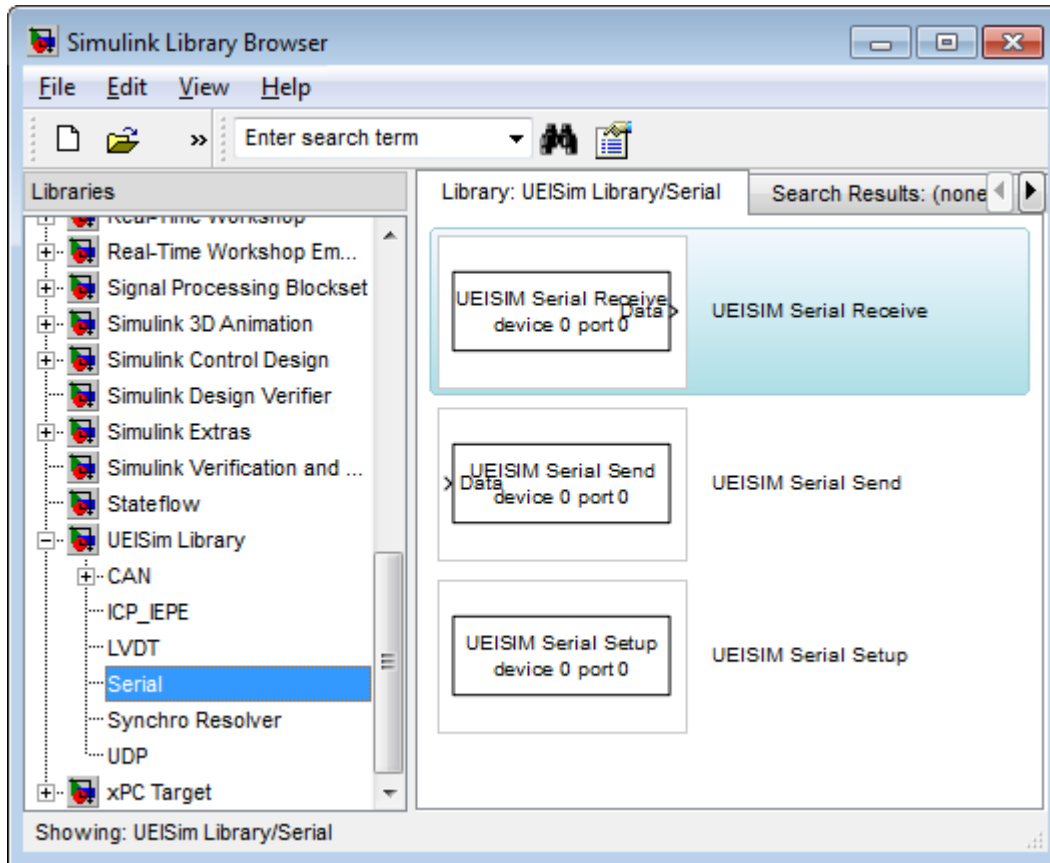 Simulink Library Browser
File Edit View Help
» Enter search term
Libraries
Real-Time Workshop
Real-Time Workshop Em...
Signal Processing Blockset
Simulink 3D Animation
Simulink Control Design
Simulink Design Verifier
Simulink Extras
Simulink Verification and ...
Stateflow
UEISim Library
CAN
ICP_IEPE
LVDT
Serial
Synchro Resolver
UDP
xPC Target
Library: UEISim Library/Serial
Search Results: (none
UEISIM Serial Receive
device 0 port 0
Data
UEISIM Serial Receive
UEISIM Serial Send
device 0 port 0
Data
UEISIM Serial Send
UEISIM Serial Setup
device 0 port 0
UEISIM Serial Setup
Showing: UEISim Library/Serial